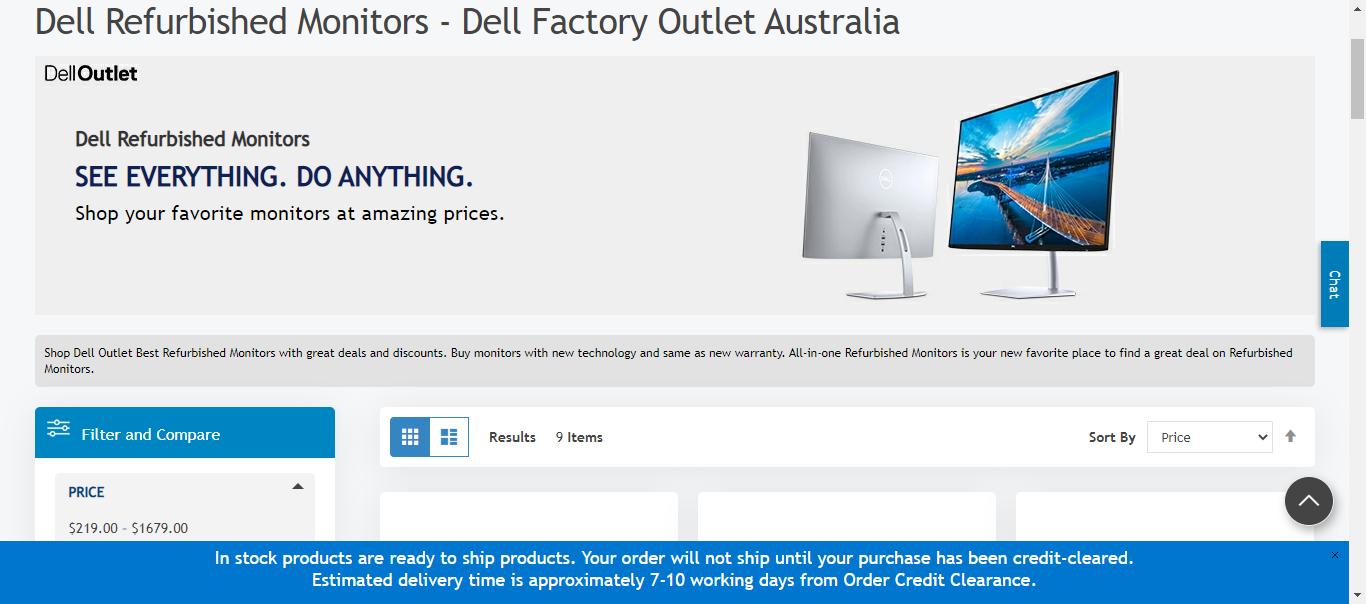 Dell Refurbished Monitors - Dell Factory Outlet Australia
DellOutlet
Dell Refurbished Monitors
SEE EVERYTHING. DO ANYTHING.
Shop your favorite monitors at amazing prices.
Chat
Shop Dell Outlet Best Refurbished Monitors with great deals and discounts. Buy monitors with new technology and same as new warranty. All-in-one Refurbished Monitors is your new favorite place to find a great deal on Refurbished
Monitors.
Filter and Compare
Results 9 Items
Sort By Price
PRICE
$219.00 - $1679.00
In stock products are ready to ship products. Your order will not ship until your purchase has been credit-cleared.
Estimated delivery time is approximately 7-10 working days from Order Credit Clearance.